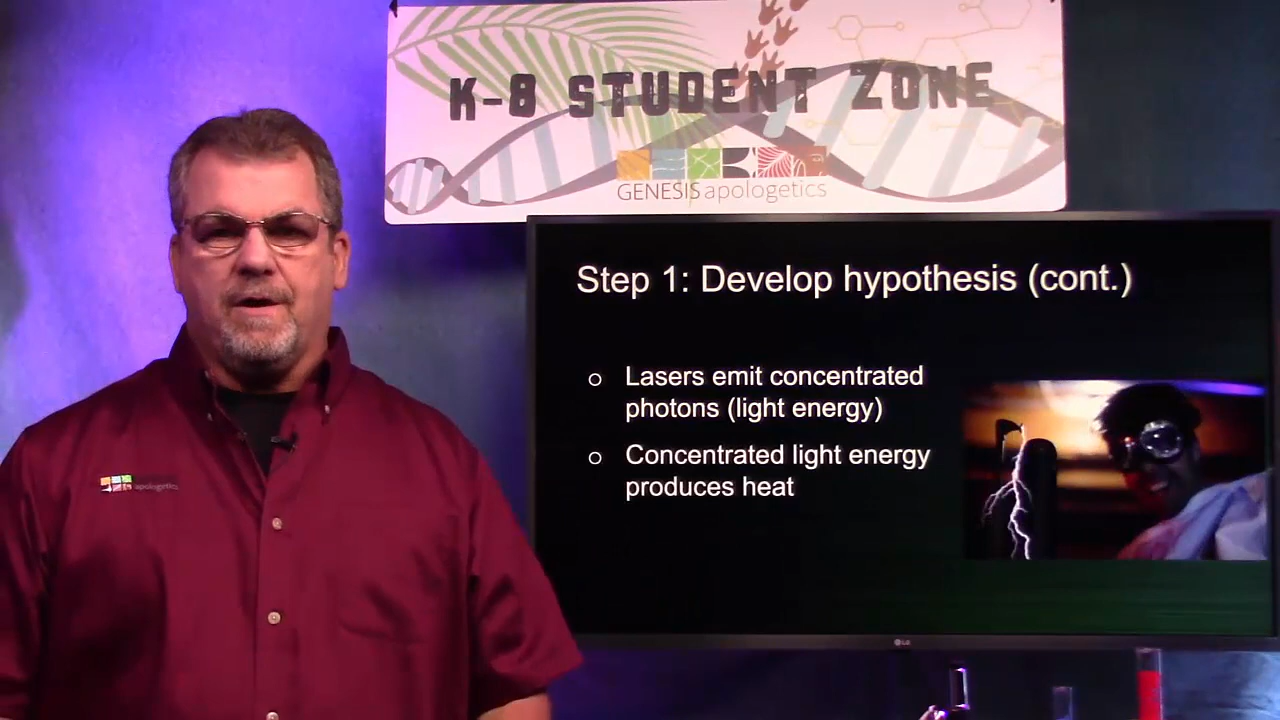 K-8 STUDENT ZONE
GENESIS apologetics
Step 1: Develop hypothesis (cont.)
○ Lasers emit concentrated
photons (light energy)
○ Concentrated light energy
produces heat
apologetics
LG